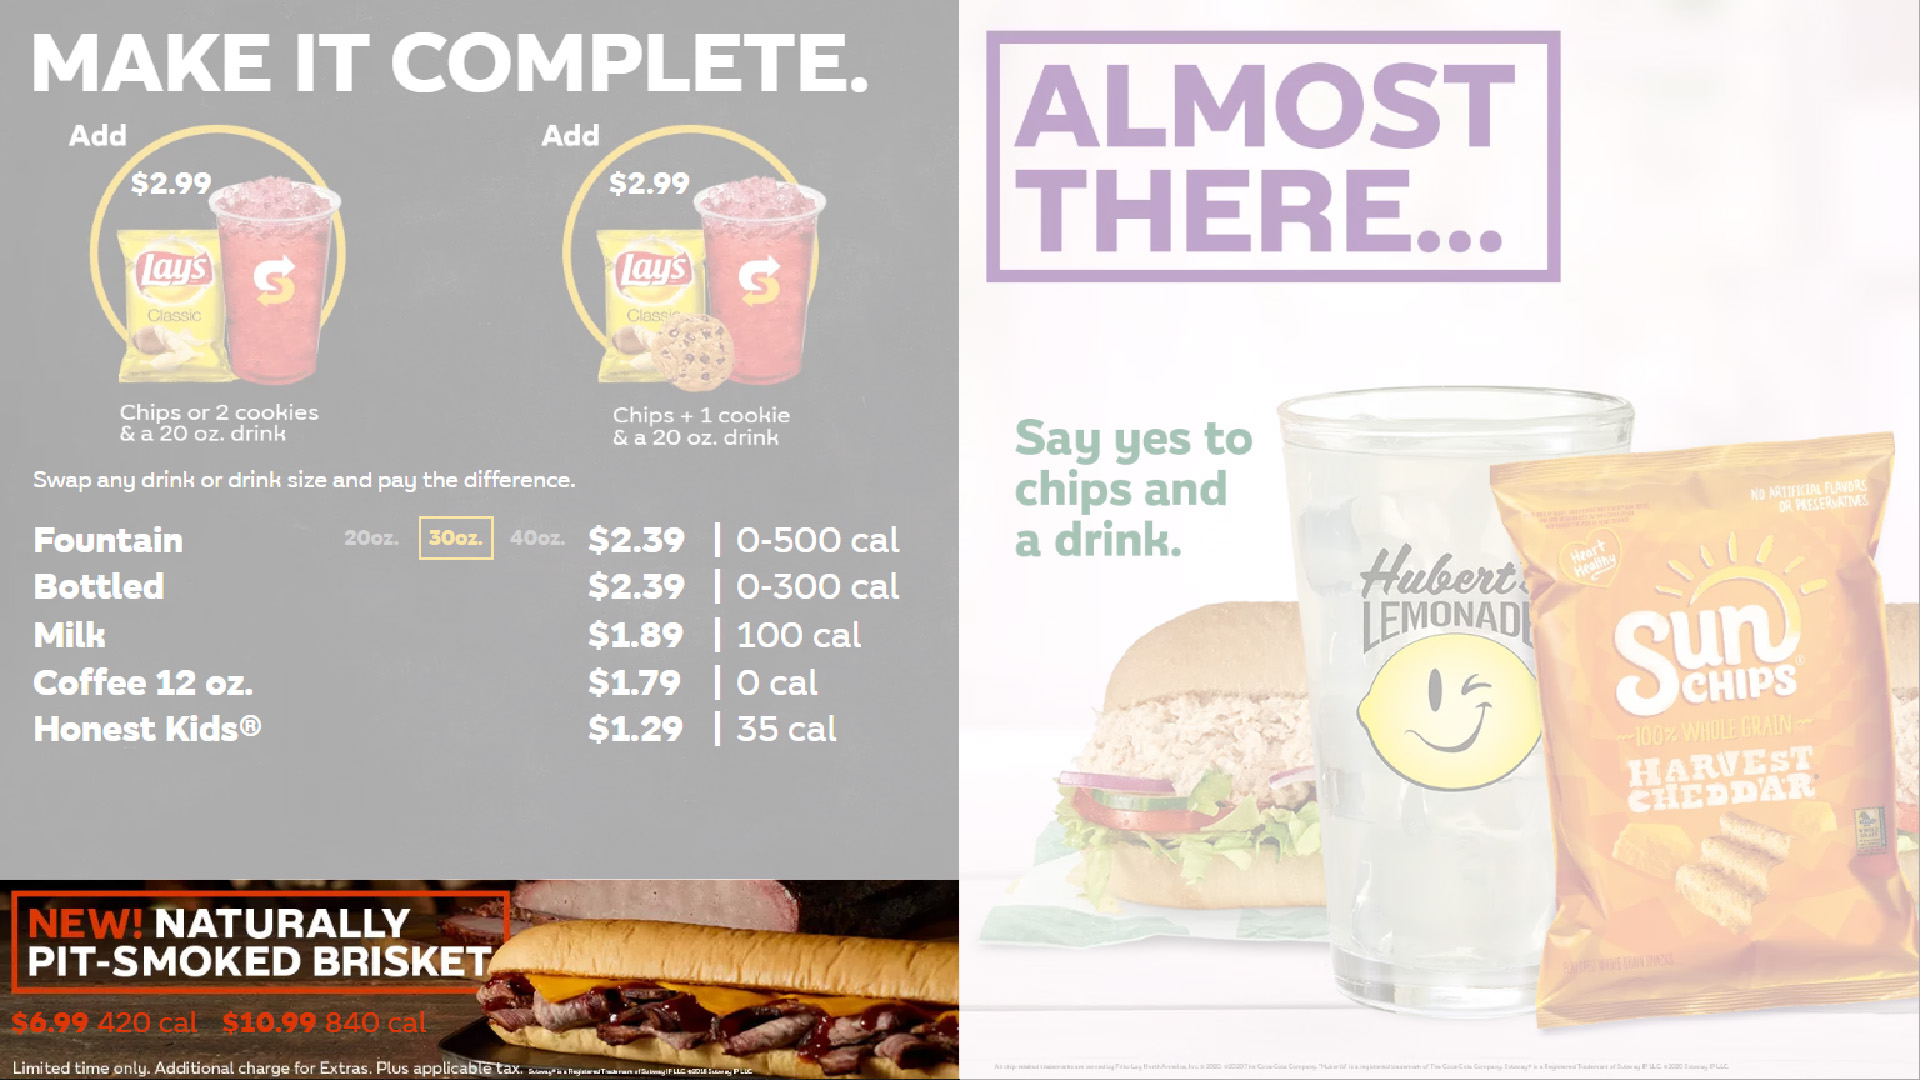 MAKE IT COMPLETE.
Add
$2.99
Lay's
Classic
Chips or 2 cookies
& a 20 oz. drink
Add
$2.99
Lay's
Classic
Chips + 1 cookie
& a 20 oz. drink
Swap any drink or drink size and pay the difference.
Fountain 20oz. 30oz. 40oz. $2.39 | 0-500 cal
Bottled $2.39 | 0-300 cal
Milk $1.89 | 100 cal
Coffee 12 oz. $1.79 | 0 cal
Honest Kids® $1.29 | 35 cal
NEW! NATURALLY
PIT-SMOKED BRISKET
$6.99 420 cal $10.99 840 cal
Limited time only. Additional charge for Extras. Plus applicable tax.
ALMOST
THERE...
Say yes to
chips and
a drink.
Hubert's
LEMONADE
NO ARTIFICIAL FLAVORS
OR PRESERVATIVES
Heart
Healthy
Sun
CHIPS®
100% WHOLE GRAIN
HARVEST
CHEDDAR